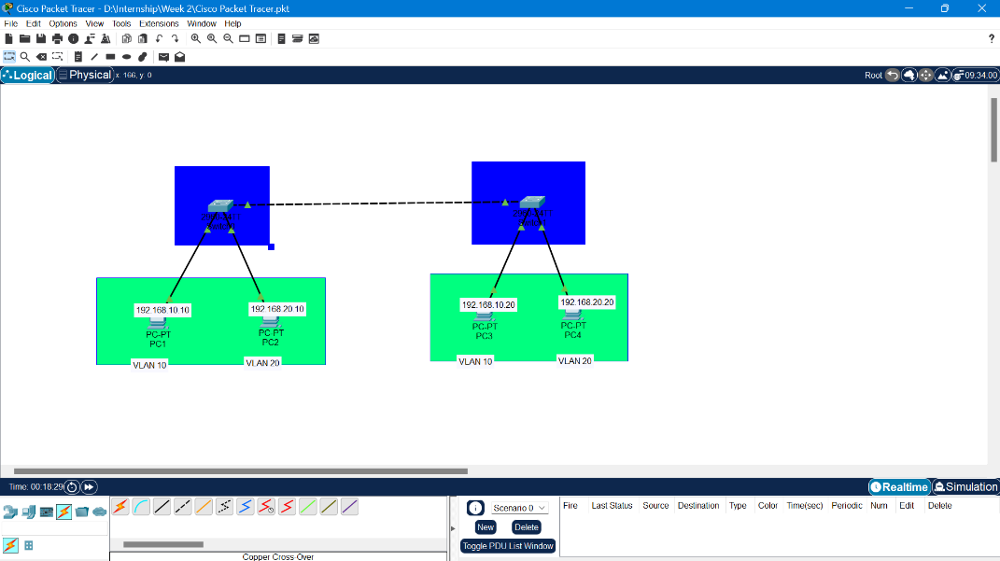 Cisco Packet Tracer - D:\Internship\Week 2\Cisco Packet Tracer.pkt
File Edit Options View Tools Extensions Window Help
?
Logical Physical x: 166, y: 0 Root 09:34:00
192.168.10.10 192.168.20.10 192.168.10.20 192.168.20.20
PC-PT PC-PT PC-PT PC-PT
PC1 PC2 PC3 PC4
VLAN 10 VLAN 20 VLAN 10 VLAN 20
Time: 00:18:29 Realtime Simulation
Scenario 0
New Delete
Toggle PDU List Window
Fire Last Status Source Destination Type Color Time(sec) Periodic Num Edit Delete
Copper Cross-Over